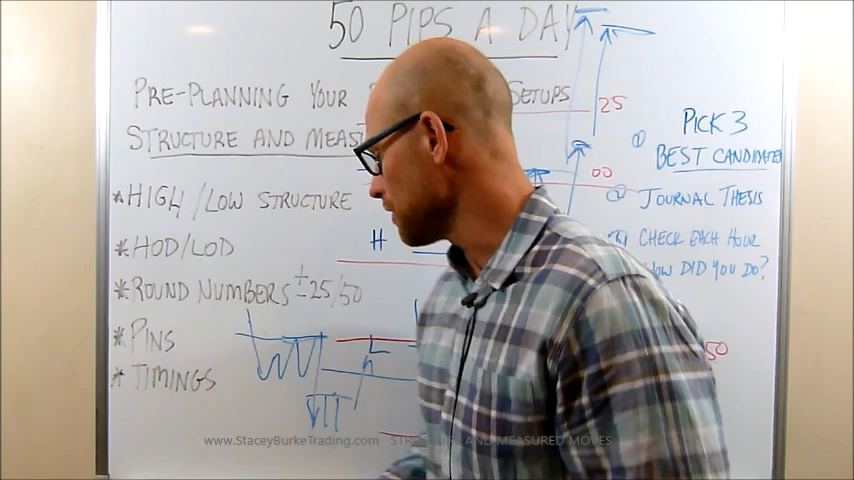 50 PIPS A DAY
PRE-PLANNING YOUR SETUPS
STRUCTURE AND MEAS
* HIGH/LOW STRUCTURE
* HOD/LOD
* ROUND NUMBERS +- 25/50
* PINS
* TIMINGS
H
L
25
00
50
PICK 3
① BEST CANDIDATE
JOURNAL THESIS
CHECK EACH HOUR
HOW DID YOU DO?
www.StaceyBurkeTrading.com AND MEASURED MOVES